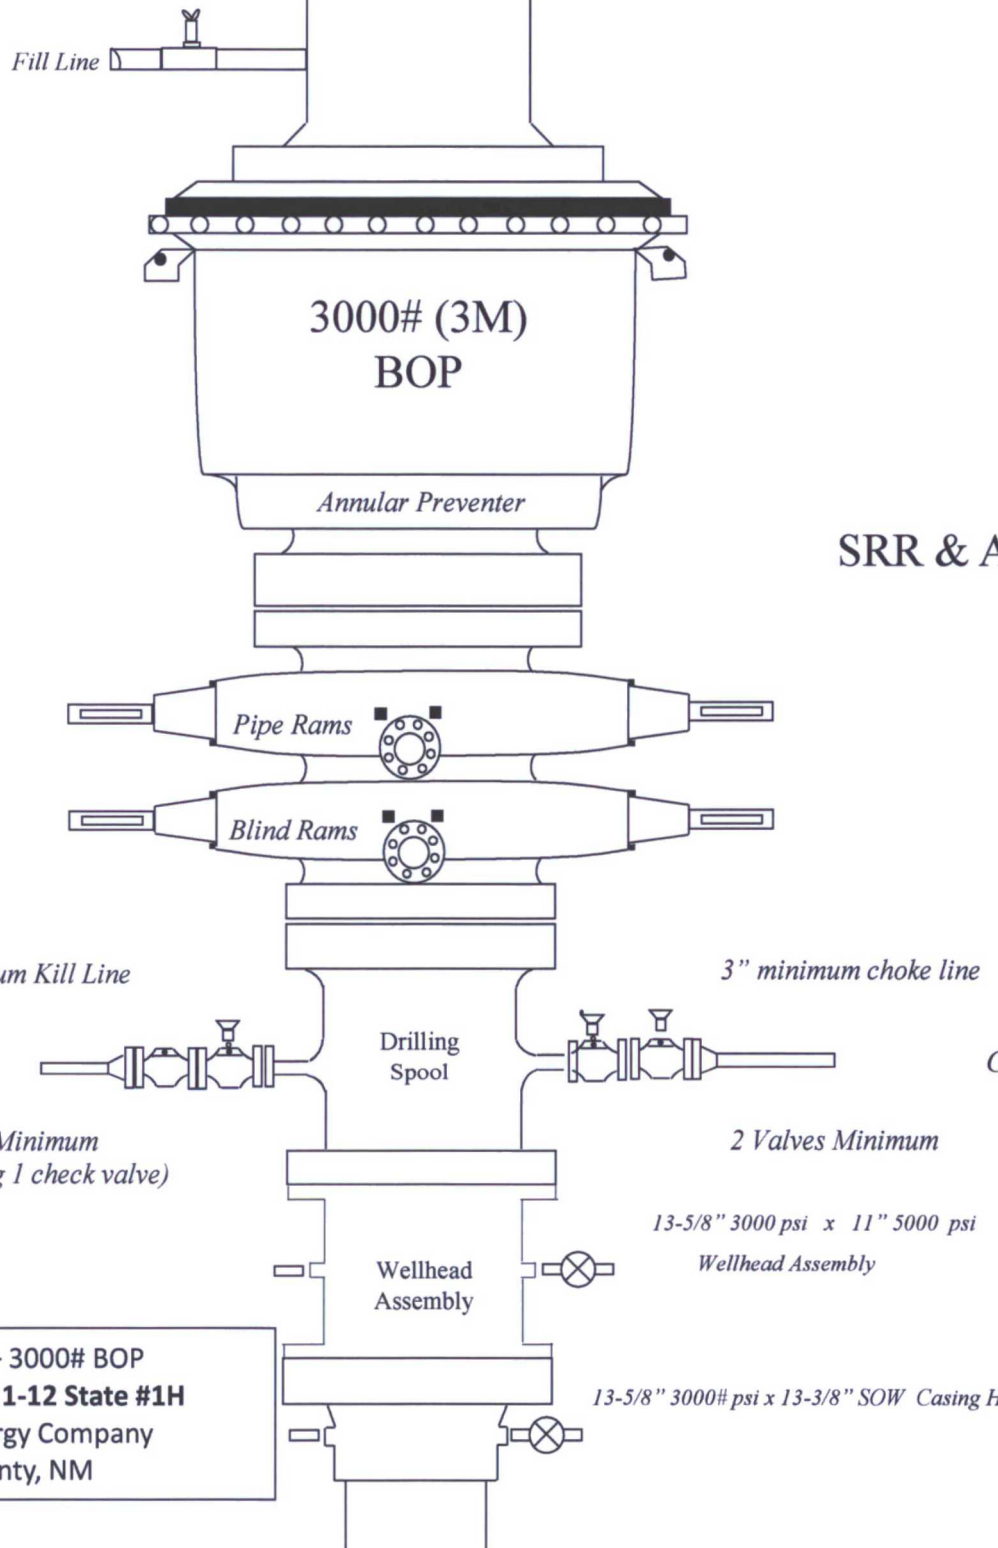 Fill Line
3000# (3M)
BOP
Annular Preventer
SRR & A
Pipe Rams
Blind Rams
Kill Line
3” minimum choke line
Drilling
Spool
Minimum
1 check valve)
2 Valves Minimum
13-5/8” 3000 psi x 11” 5000 psi
Wellhead Assembly
Wellhead
Assembly
3000# BOP
1-12 State #1H
Company
NM
13-5/8” 3000# psi x 13-3/8” SOW Casing H